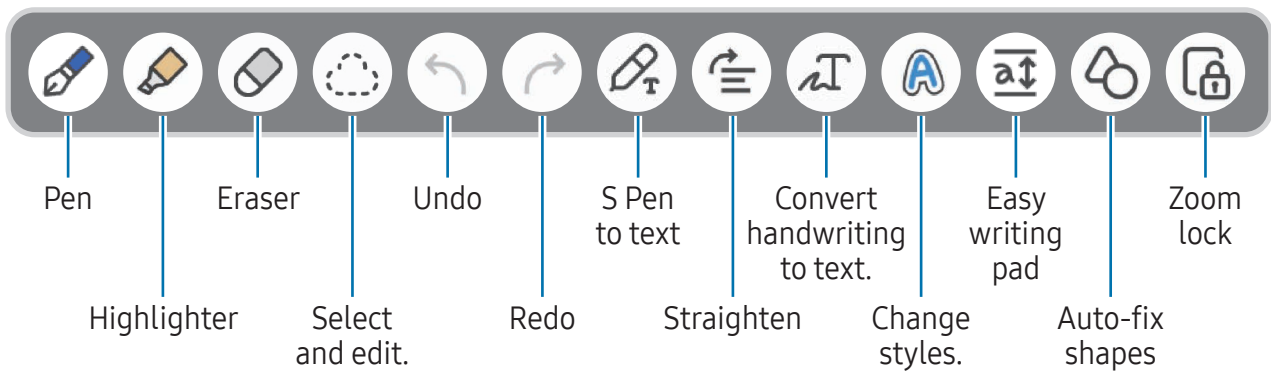 Pen
Eraser
Undo
S Pen
to text
Convert
handwriting
to text.
Easy
writing
pad
Zoom
lock
Highlighter
Select
and edit.
Redo
Straighten
Change
styles.
Auto-fix
shapes